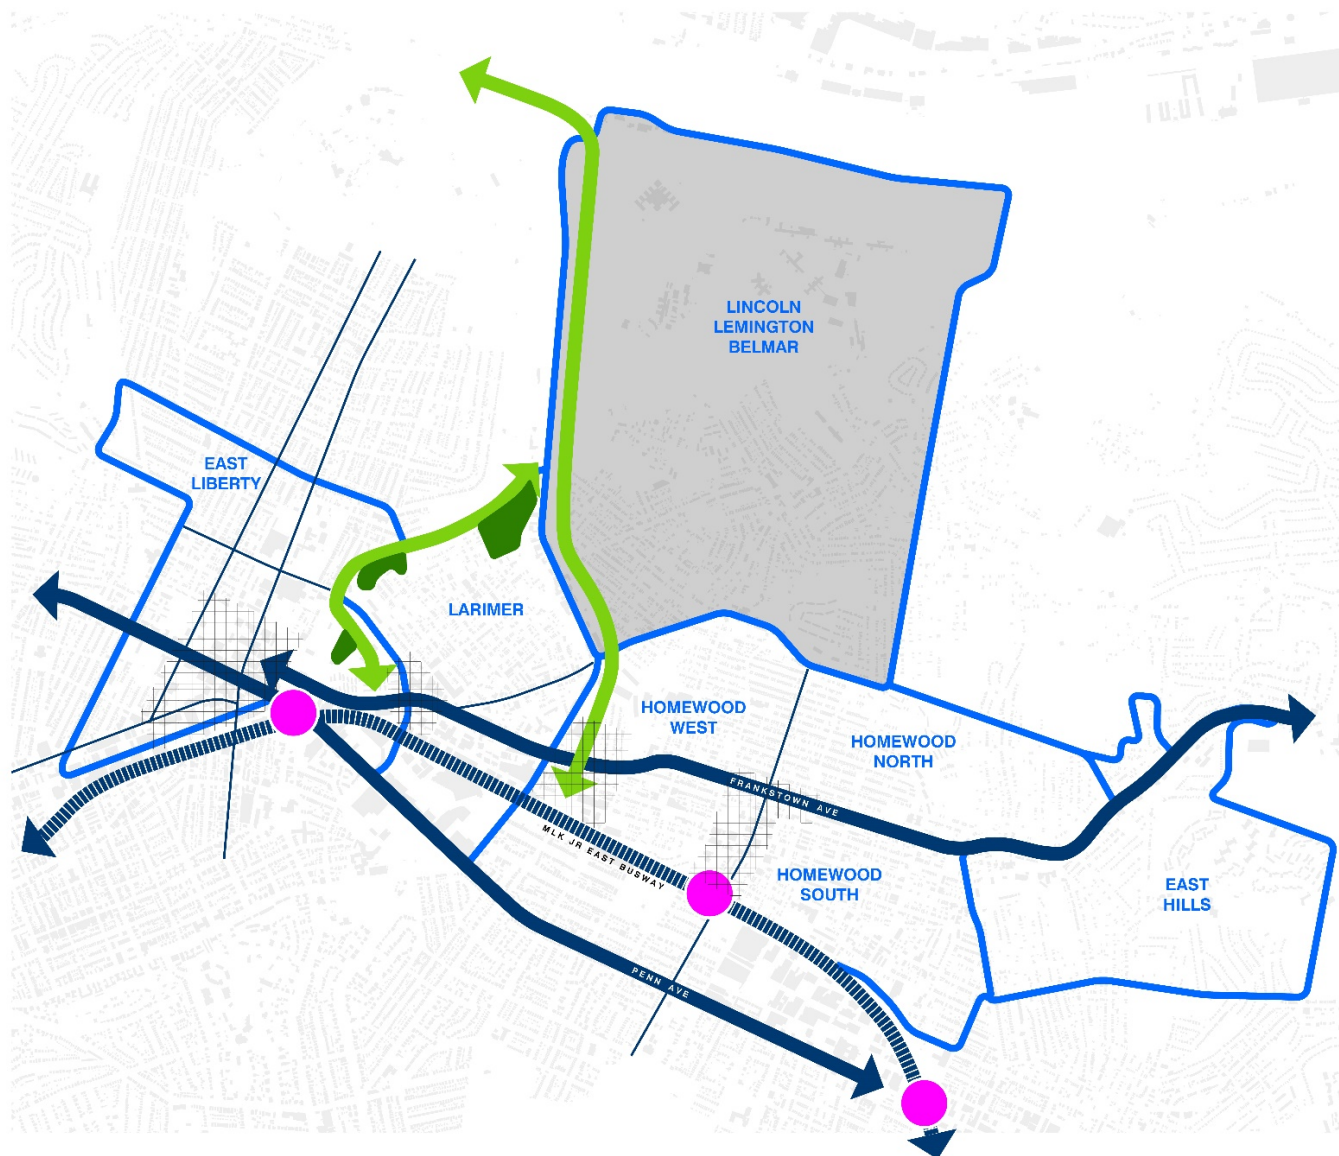 LINCOLN
LEMINGTON
BELMAR
EAST
LIBERTY
LARIMER
HOMEWOOD
WEST
HOMEWOOD
NORTH
FRANKSTOWN AVE
MLK JR EAST BUSWAY
HOMEWOOD
SOUTH
EAST
HILLS
PENN AVE